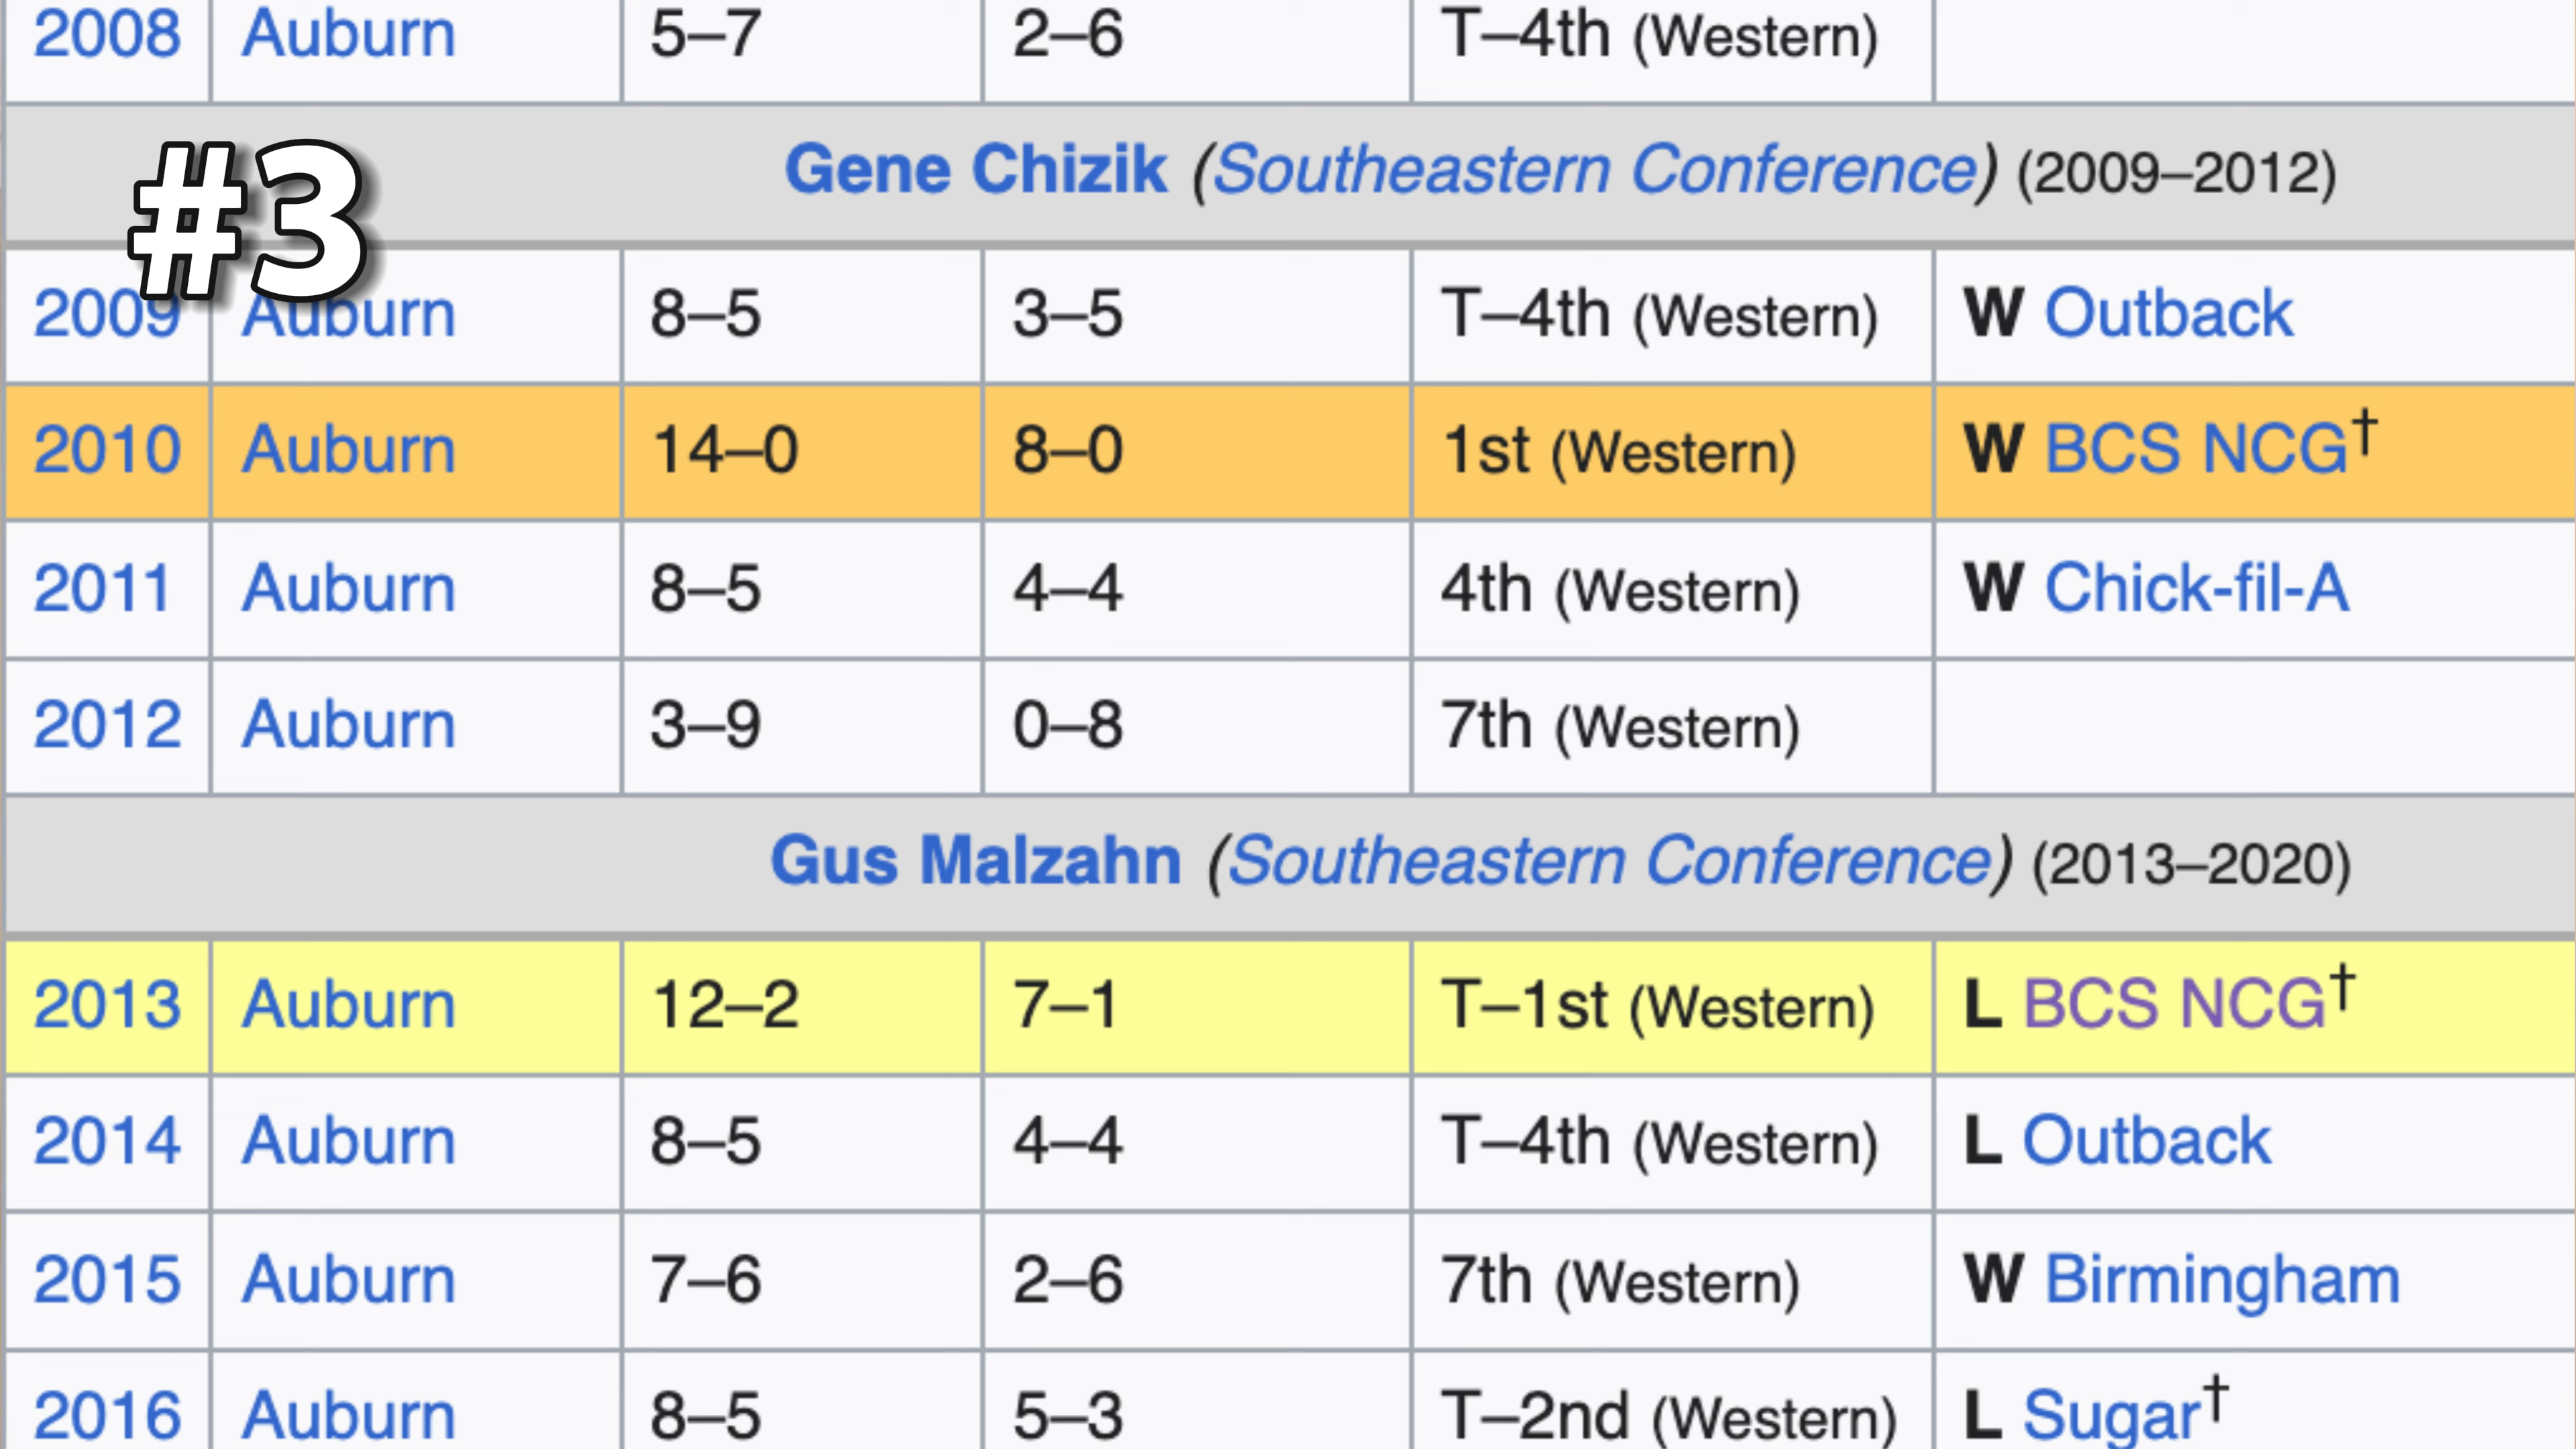 2008 Auburn 5–7 2–6 T–4th (Western)
Gene Chizik (Southeastern Conference) (2009–2012)
#3
2009 Auburn 8–5 3–5 T–4th (Western) W Outback
2010 Auburn 14–0 8–0 1st (Western) W BCS NCG†
2011 Auburn 8–5 4–4 4th (Western) W Chick-fil-A
2012 Auburn 3–9 0–8 7th (Western)
Gus Malzahn (Southeastern Conference) (2013–2020)
2013 Auburn 12–2 7–1 T–1st (Western) L BCS NCG†
2014 Auburn 8–5 4–4 T–4th (Western) L Outback
2015 Auburn 7–6 2–6 7th (Western) W Birmingham
2016 Auburn 8–5 5–3 T–2nd (Western) L Sugar†